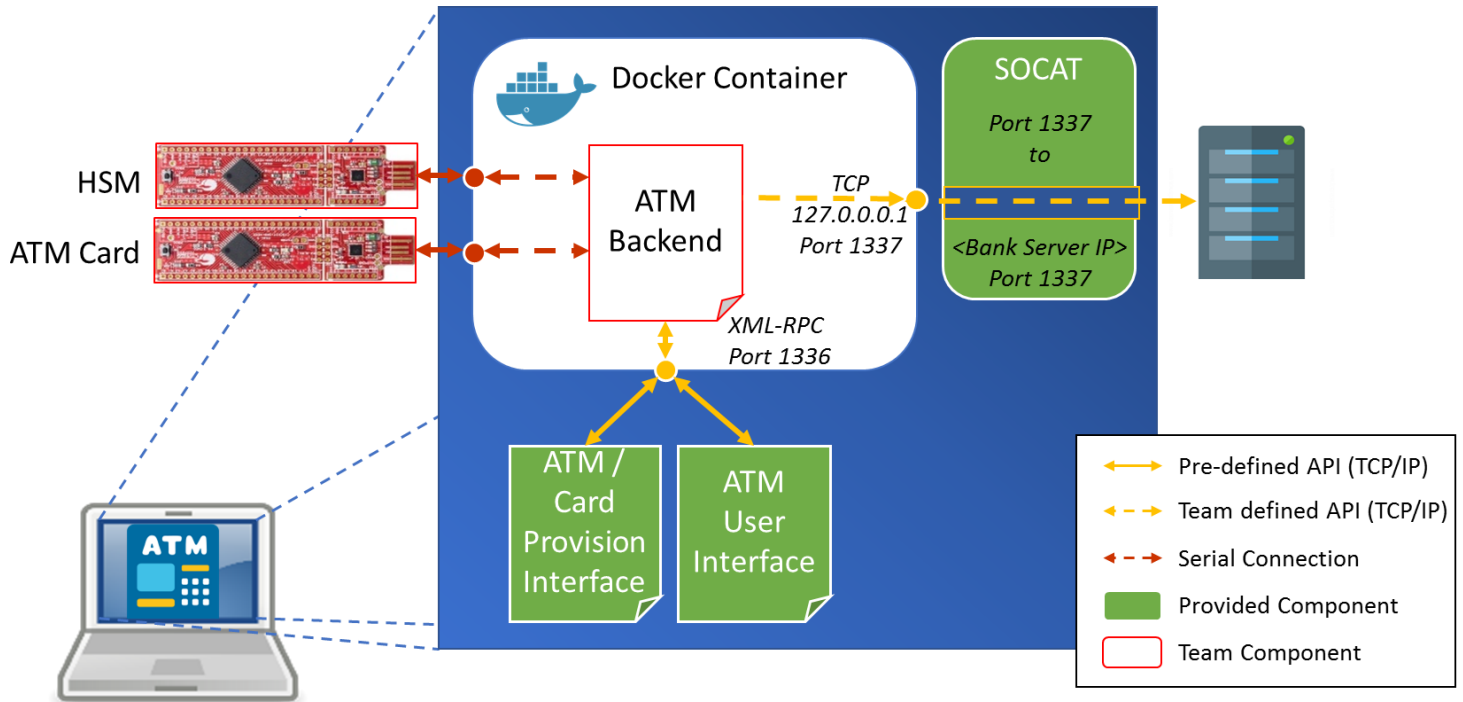 Docker Container
SOCAT
Port 1337
to
<Bank Server IP>
Port 1337
HSM
ATM Card
ATM
Backend
TCP
127.0.0.0.1
Port 1337
XML-RPC
Port 1336
ATM /
Card
Provision
Interface
ATM
User
Interface
ATM
Pre-defined API (TCP/IP)
Team defined API (TCP/IP)
Serial Connection
Provided Component
Team Component